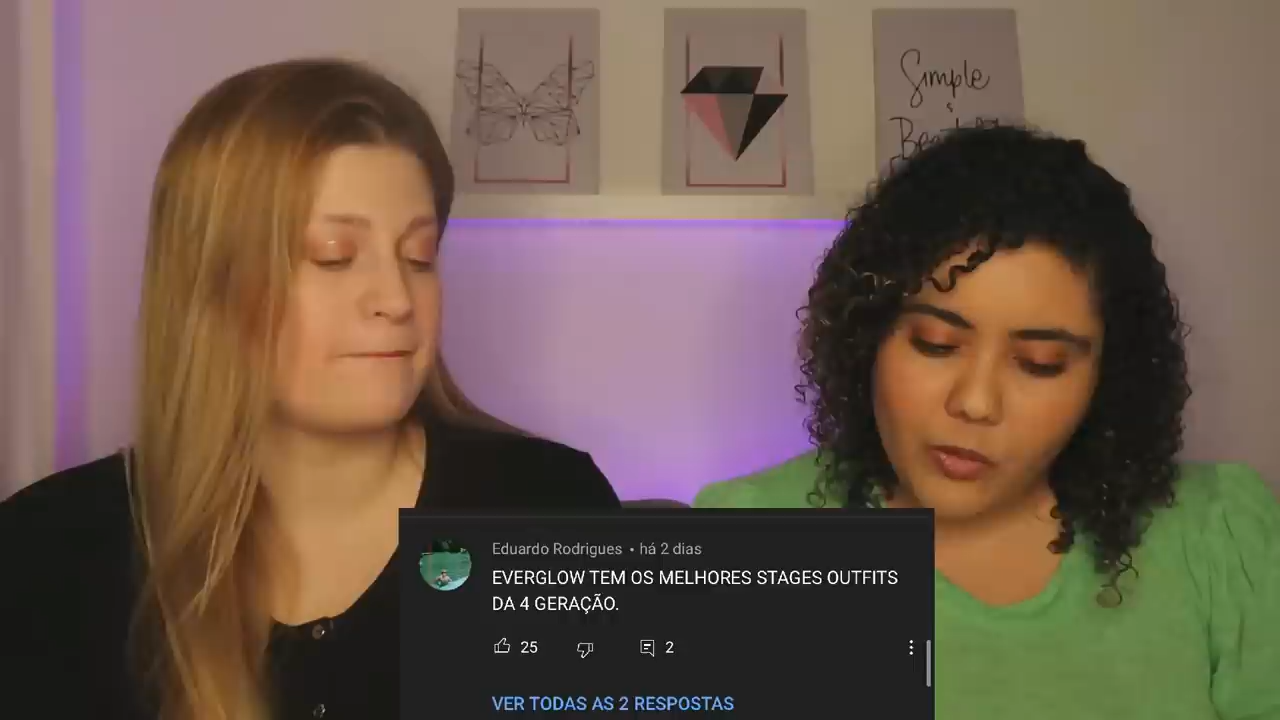 Simple
&
Eduardo Rodrigues • há 2 dias
EVERGLOW TEM OS MELHORES STAGES OUTFITS
DA 4 GERAÇÃO.
25
2
VER TODAS AS 2 RESPOSTAS